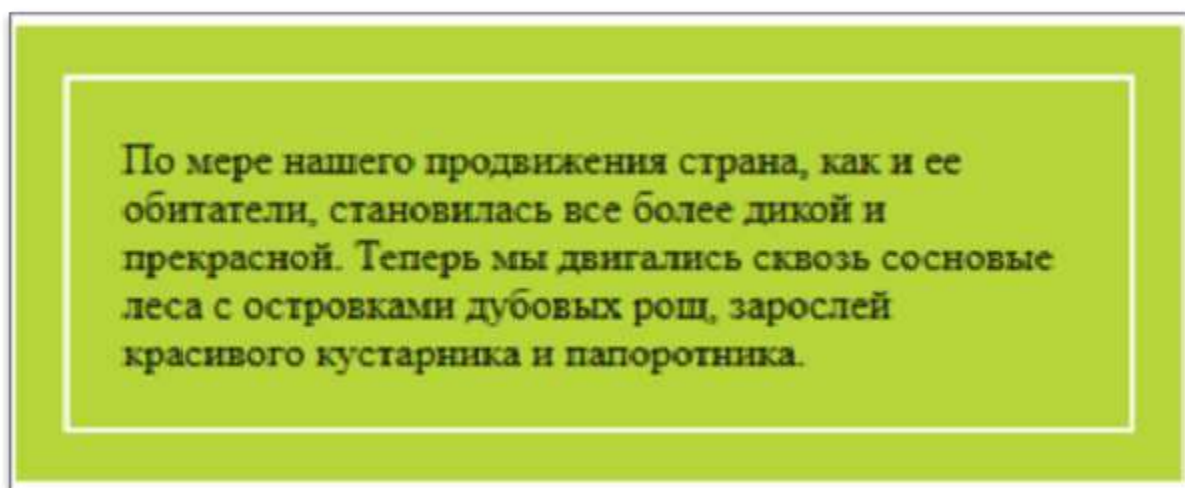 По мере нашего продвижения страна, как и ее
обитатели, становилась все более дикой и
прекрасной. Теперь мы двигались сквозь сосновые
леса с островками дубовых рощ, зарослей
красивого кустарника и папоротника.